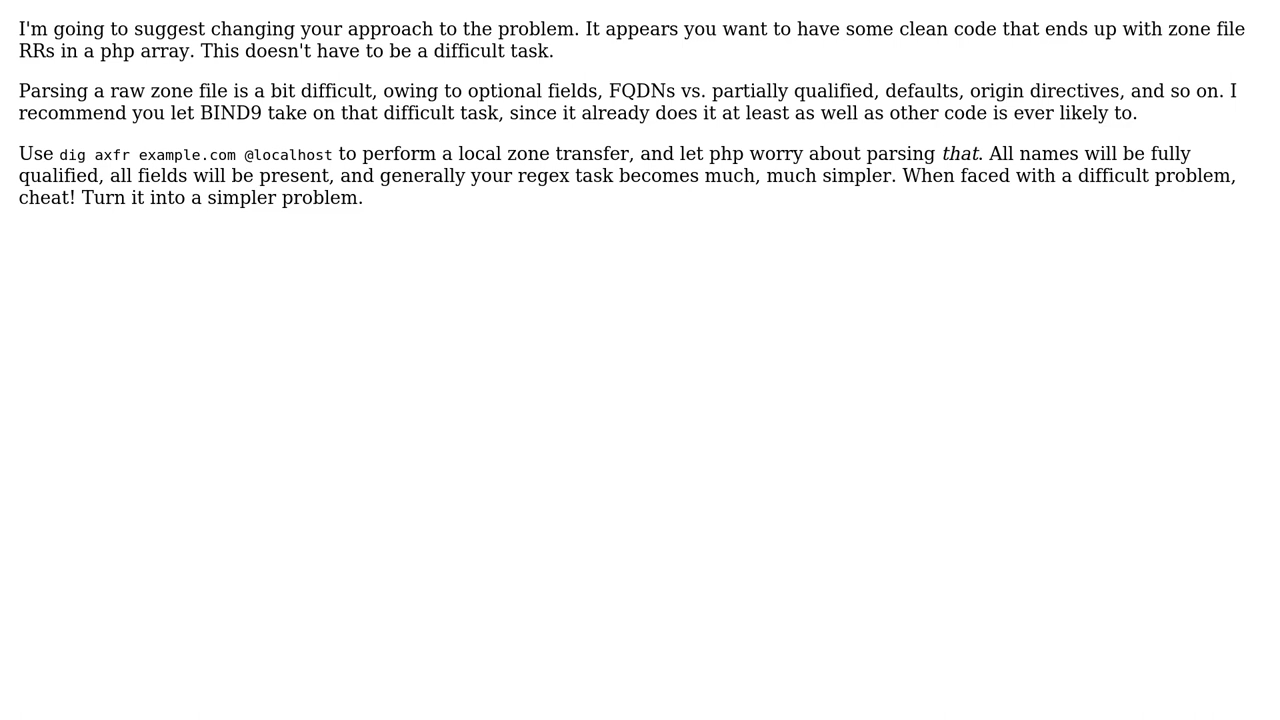 I'm going to suggest changing your approach to the problem. It appears you want to have some clean code that ends up with zone file
RRs in a php array. This doesn't have to be a difficult task.
Parsing a raw zone file is a bit difficult, owing to optional fields, FQDNs vs. partially qualified, defaults, origin directives, and so on. I
recommend you let BIND9 take on that difficult task, since it already does it at least as well as other code is ever likely to.
Use dig axfr example.com @localhost to perform a local zone transfer, and let php worry about parsing that. All names will be fully
qualified, all fields will be present, and generally your regex task becomes much, much simpler. When faced with a difficult problem,
cheat! Turn it into a simpler problem.